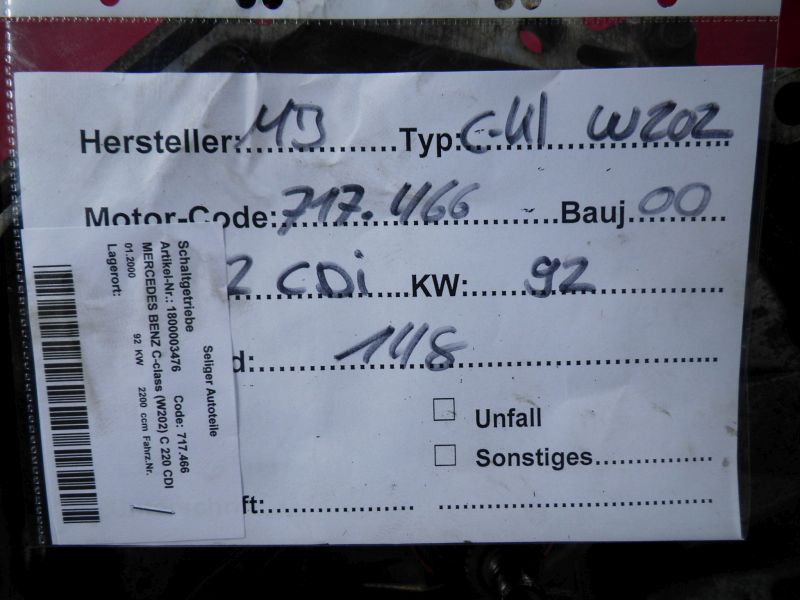 Hersteller: MB Typ: C-Kl W202
Motor-Code: 717.466 Bauj 00
2 CDi KW: 92
d: 148
Unfall
Sonstiges
ft:
Seliger Autoteile
Schaltgetriebe
Artikel-Nr.: 1800003476 Code: 717.466
MERCEDES BENZ C-class (W202) C 220 CDI
01.2000 92 KW 2200 ccm Fahrz.Nr.
Lagerort: